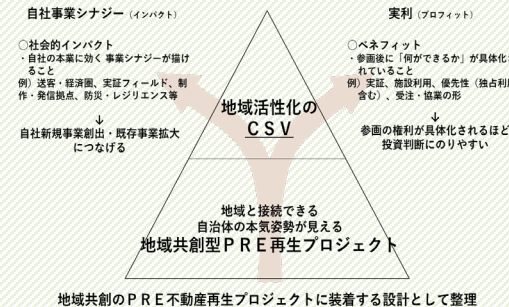 自社事業シナジー（インパクト）
○社会的インパクト
・自社の本業に効く 事業シナジーが描け
ること
例）送客・経済圏、実証フィールド、制
作・発信拠点、防災・レジリエンス等
↓
自社新規事業創出・既存事業拡大
につなげる
実利（プロフィット）
○ベネフィット
・参画後に「何ができるか」が具体化さ
れていること
例）実証、施設利用、優先性（独占利用
含む）、受注・協業の形
↓
参画の権利が具体化されるほど
投資判断にのりやすい
地域活性化の
ＣＳＶ
地域と接続できる
自治体の本気姿勢が見える
地域共創型ＰＲＥ再生プロジェクト
地域共創のＰＲＥ不動産再生プロジェクトに装着する設計として整理